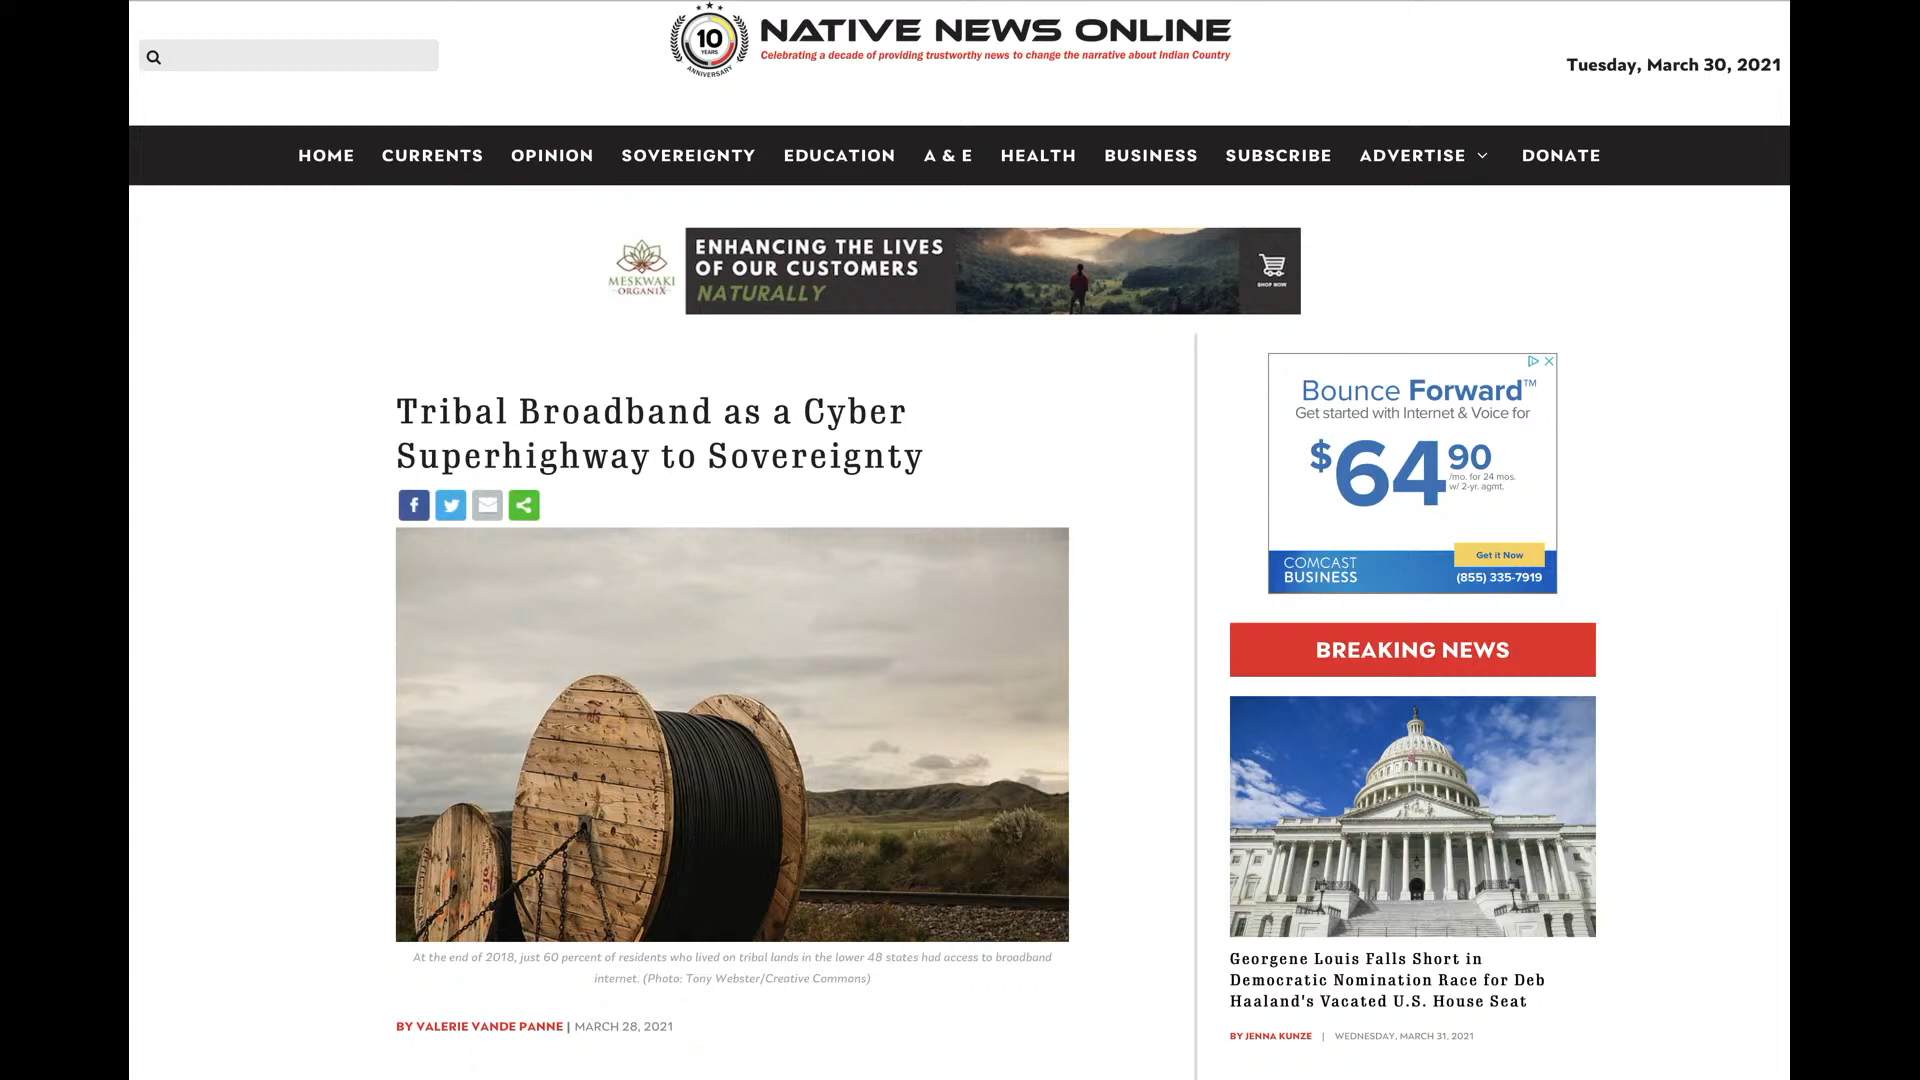 10
YEARS
ANNIVERSARY
NATIVE NEWS ONLINE
Celebrating a decade of providing trustworthy news to change the narrative about Indian Country
Tuesday, March 30, 2021
HOME CURRENTS OPINION SOVEREIGNTY EDUCATION A & E HEALTH BUSINESS SUBSCRIBE ADVERTISE DONATE
MESKWAKI
ORGANIX
ENHANCING THE LIVES
OF OUR CUSTOMERS
NATURALLY
SHOP NOW
Tribal Broadband as a Cyber
Superhighway to Sovereignty
At the end of 2018, just 60 percent of residents who lived on tribal lands in the lower 48 states had access to broadband
internet. (Photo: Tony Webster/Creative Commons)
BY VALERIE VANDE PANNE | MARCH 28, 2021
Bounce Forward™
Get started with Internet & Voice for
$64 90
/mo. for 24 mos.
w/ 2-yr. agmt.
Get it Now
COMCAST
BUSINESS
(855) 335-7919
BREAKING NEWS
Georgene Louis Falls Short in
Democratic Nomination Race for Deb
Haaland's Vacated U.S. House Seat
BY JENNA KUNZE | WEDNESDAY, MARCH 31, 2021